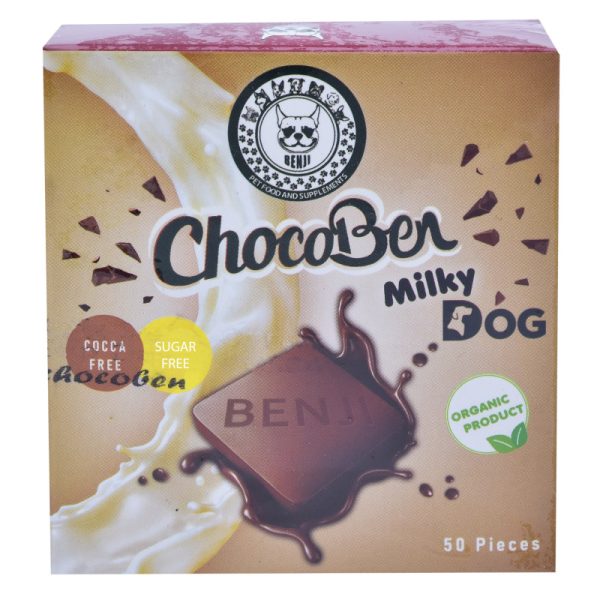 BENJI
PET FOOD AND SUPPLEMENTS
ChocoBen
Milky
DOG
COCCA
FREE
SUGAR
FREE
chocoben
BENJI
ORGANIC
PRODUCT
50 Pieces